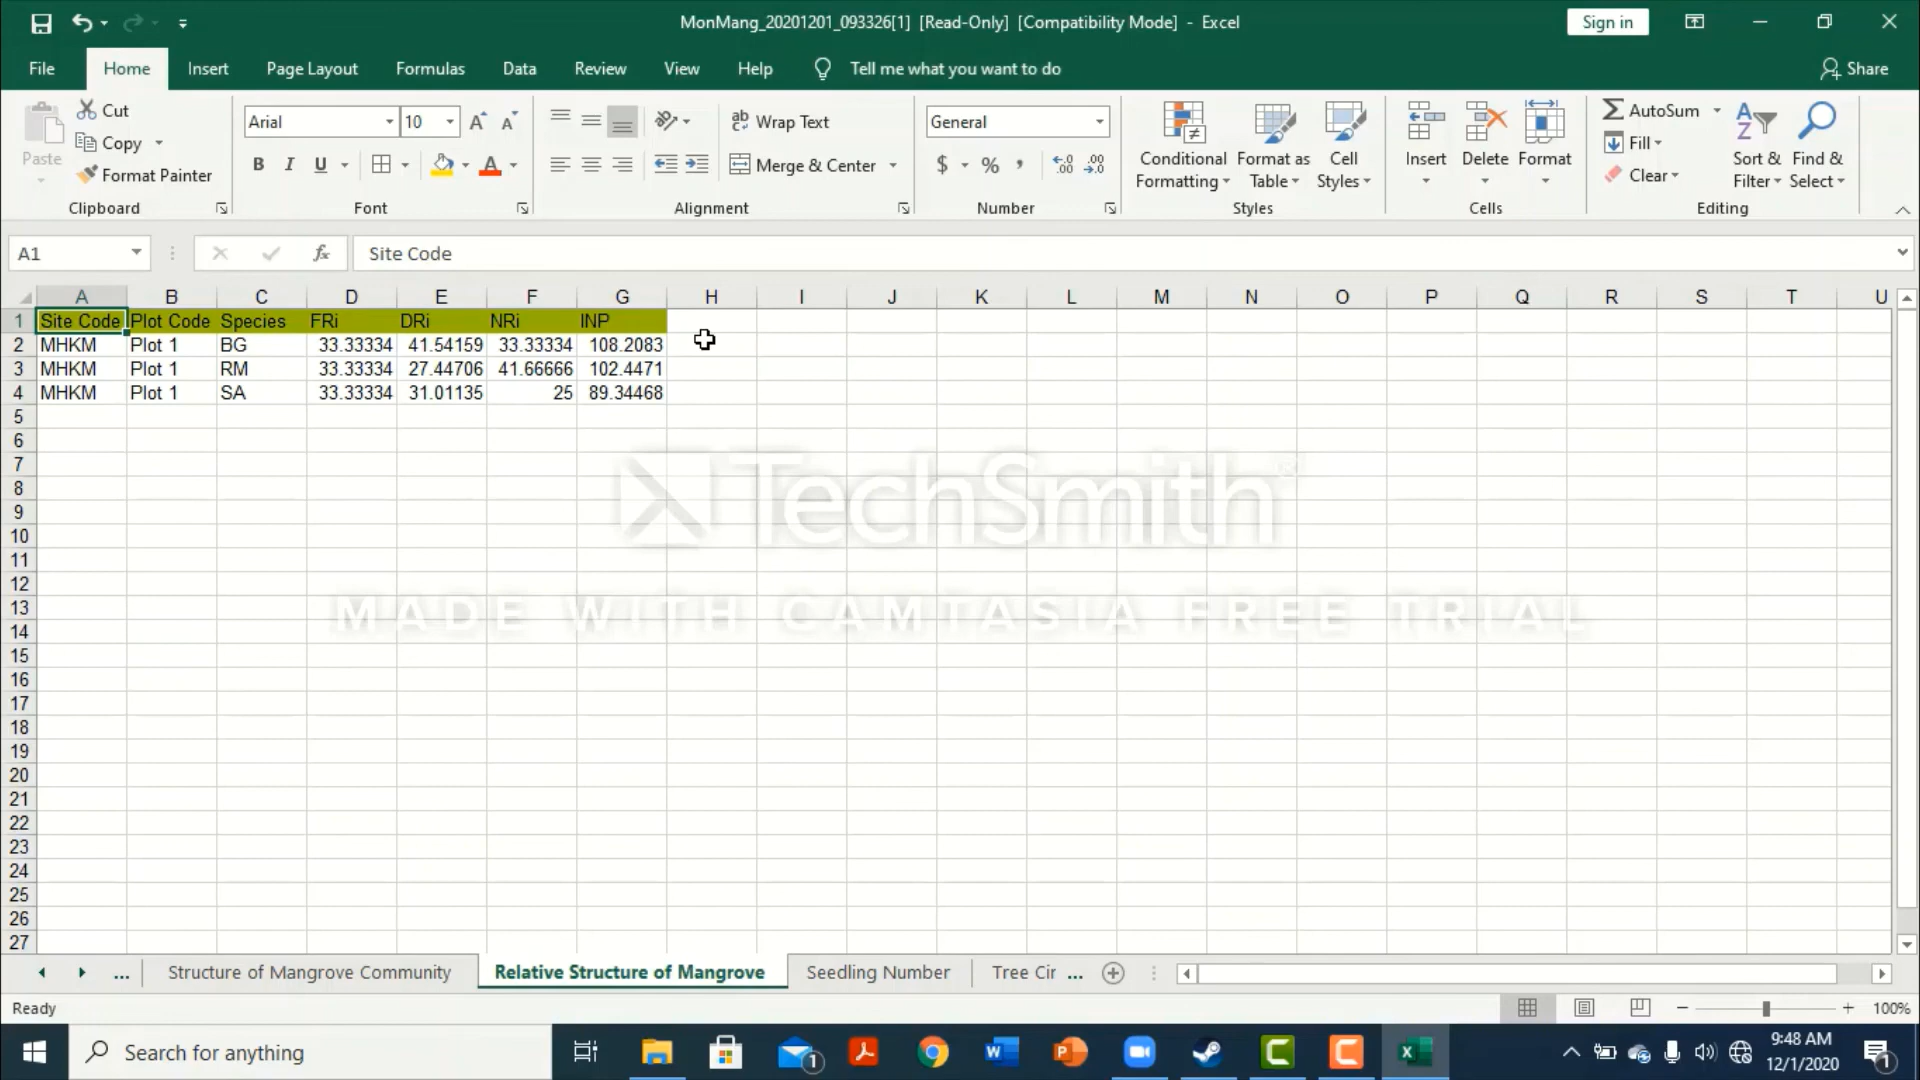 MonMang_20201201_093326[1] [Read-Only] [Compatibility Mode] - Excel
Sign in
File Home Insert Page Layout Formulas Data Review View Help Tell me what you want to do Share
Paste
Cut
Copy
Format Painter
Clipboard
Arial 10
B I U
Font
Wrap Text
Merge & Center
Alignment
General
$ % ,
Number
Conditional Formatting
Format as Table
Cell Styles
Styles
Insert Delete Format
Cells
AutoSum
Fill
Clear
Sort & Filter
Find & Select
Editing
A1 fx Site Code
A B C D E F G H I J K L M N O P Q R S T U
1 Site Code Plot Code Species FRi DRi NRi INP
2 MHKM Plot 1 BG 33.33334 41.54159 33.33334 108.2083
3 MHKM Plot 1 RM 33.33334 27.44706 41.66666 102.4471
4 MHKM Plot 1 SA 33.33334 31.01135 25 89.34468
5
6
7
8
9
10
11
12
13
14
15
16
17
18
19
20
21
22
23
24
25
26
27
TechSmith®
MADE WITH CAMTASIA FREE TRIAL
... Structure of Mangrove Community Relative Structure of Mangrove Seedling Number Tree Cir ...
Ready 100%
Search for anything
9:48 AM
12/1/2020